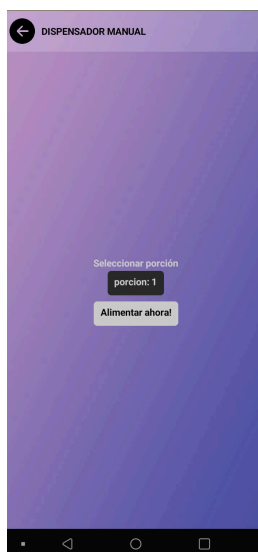 DISPENSADOR MANUAL
Seleccionar porción
porcion: 1
Alimentar ahora!